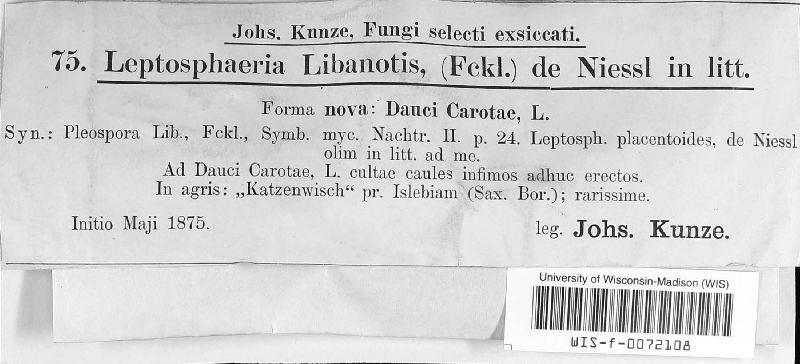 Johs. Kunze, Fungi selecti exsiccati.
75. Leptosphaeria Libanotis, (Fckl.) de Niessl in litt.
Forma nova: Dauci Carotae, L.
Syn.: Pleospora Lib., Fckl., Symb. myc. Nachtr. II. p. 24. Leptosph. placentoides, de Niessl
olim in litt. ad me.
Ad Dauci Carotae, L. cultae caules infimos adhuc erectos.
In agris: „Katzenwisch“ pr. Islebiam (Sax. Bor.); rarissime.
Initio Maji 1875.
leg. Johs. Kunze.
University of Wisconsin-Madison (WIS)
WIS-f-0072108